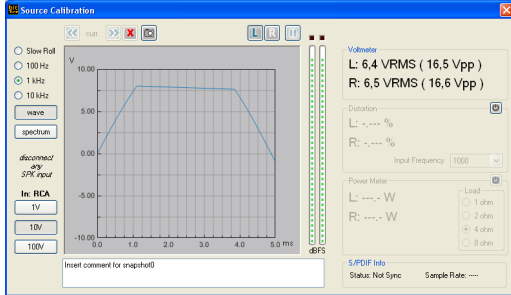 Source Calibration
curr.
L R
Slow Roll
100 Hz
1 kHz
10 kHz
wave
spectrum
disconnect
any
SPK input
In: RCA
1V
10V
100V
V
10.00
5.00
0.00
-5.00
-10.00
0.0 1.0 2.0 3.0 4.0 5.0 ms
dBFS
Insert comment for snapshot0
Voltmeter
L: 6,4 VRMS ( 16,5 Vpp )
R: 6,5 VRMS ( 16,6 Vpp )
Distortion
L: -,--- %
R: -,--- %
Input Frequency 1000
Power Meter
L: ---,- W
R: ---,- W
Load
1 ohm
2 ohm
4 ohm
8 ohm
S/PDIF Info
Status: Not Sync Sample Rate: -----